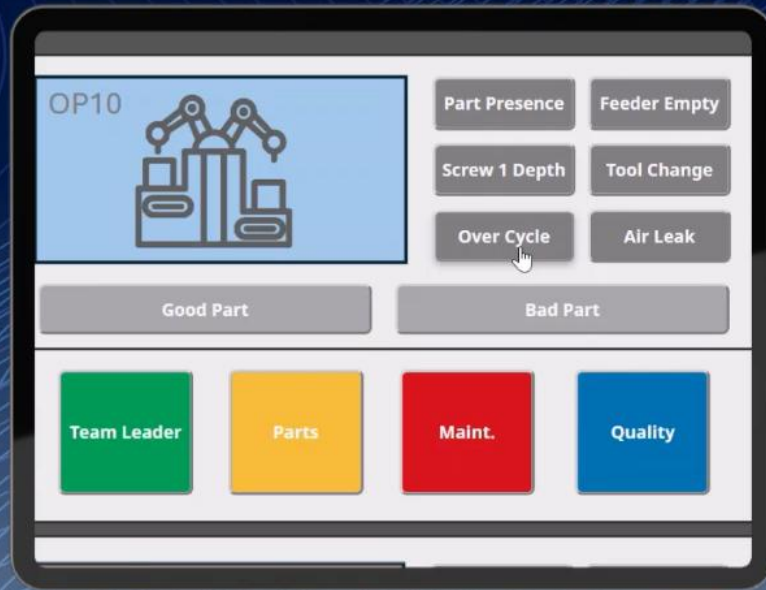 OP10
Part Presence
Feeder Empty
Screw 1 Depth
Tool Change
Over Cycle
Air Leak
Good Part
Bad Part
Team Leader
Parts
Maint.
Quality